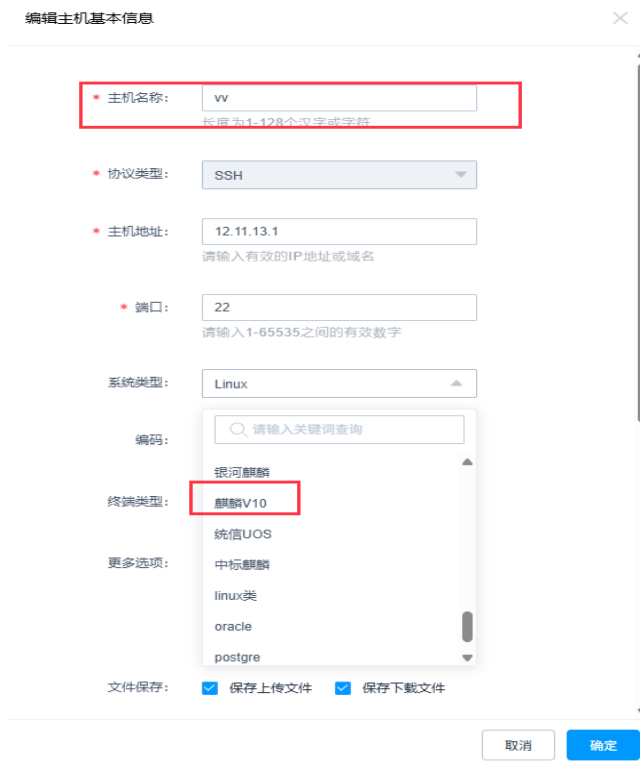 编辑主机基本信息
* 主机名称: vv
长度为1-128个汉字或字符
* 协议类型: SSH
* 主机地址: 12.11.13.1
请输入有效的IP地址或域名
* 端口: 22
请输入1-65535之间的有效数字
系统类型: Linux
请输入关键词查询
编码:
银河麒麟
终端类型: 麒麟V10
统信UOS
更多选项: 中标麒麟
linux类
oracle
postgre
文件保存: 保存上传文件 保存下载文件
取消 确定